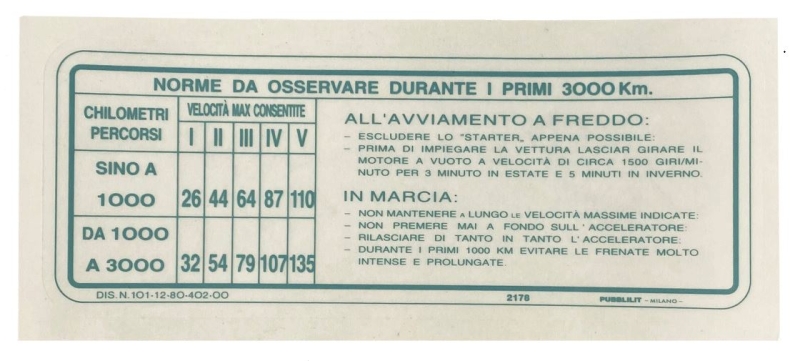 NORME DA OSSERVARE DURANTE I PRIMI 3000 Km.
CHILOMETRI PERCORSI
VELOCITÀ MAX CONSENTITE
I II III IV V
SINO A 1000 26 44 64 87 110
DA 1000 A 3000 32 54 79 107 135
ALL'AVVIAMENTO A FREDDO:
– ESCLUDERE LO "STARTER„ APPENA POSSIBILE:
– PRIMA DI IMPIEGARE LA VETTURA LASCIAR GIRARE IL
MOTORE A VUOTO A VELOCITÀ DI CIRCA 1500 GIRI/MI-
NUTO PER 3 MINUTO IN ESTATE E 5 MINUTI IN INVERNO.
IN MARCIA:
– NON MANTENERE A LUNGO LE VELOCITÀ MASSIME INDICATE:
– NON PREMERE MAI A FONDO SULL'ACCELERATORE:
– RILASCIARE DI TANTO IN TANTO L'ACCELERATORE:
– DURANTE I PRIMI 1000 KM EVITARE LE FRENATE MOLTO
INTENSE E PROLUNGATE.
DIS. N. 101-12-80-402-00
2178
PUBBLILIT – MILANO –